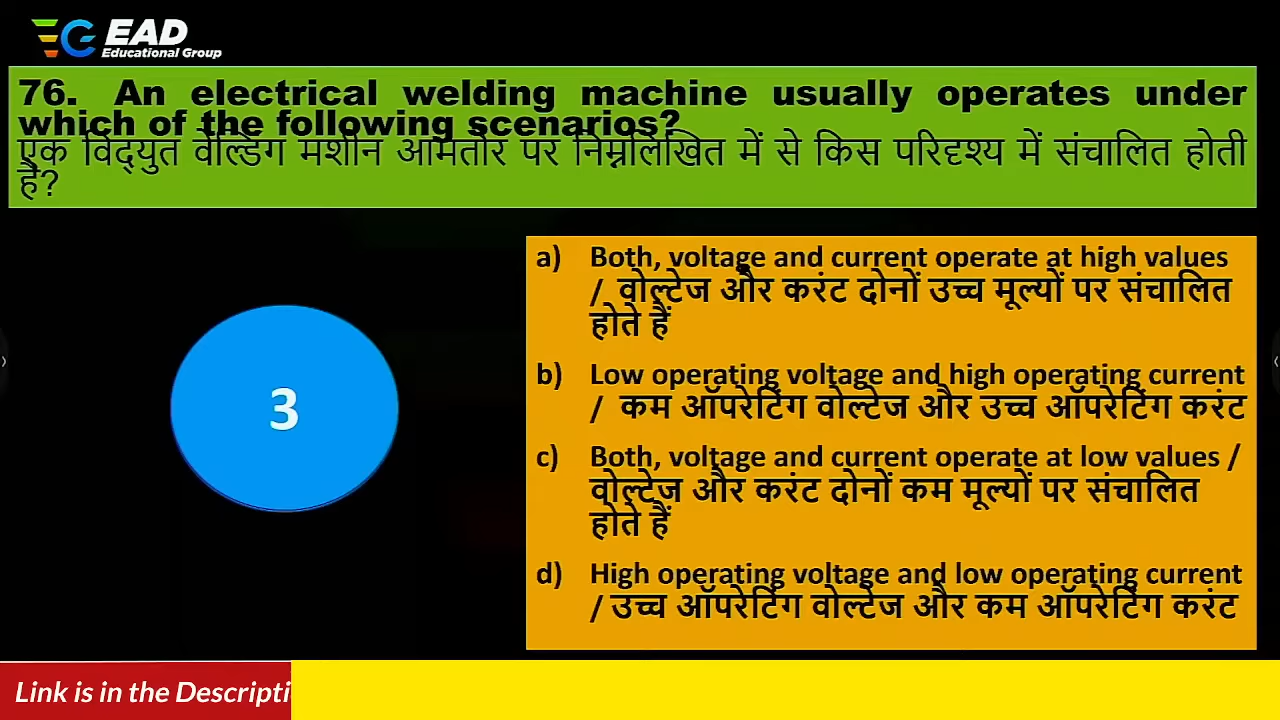 EAD
Educational Group
76. An electrical welding machine usually operates under
which of the following scenarios?
एक विद्युत वेल्डिंग मशीन आमतौर पर निम्नलिखित में से किस परिदृश्य में संचालित होती
है?
a) Both, voltage and current operate at high values
/ वोल्टेज और करंट दोनों उच्च मूल्यों पर संचालित
होते हैं
b) Low operating voltage and high operating current
/ कम ऑपरेटिंग वोल्टेज और उच्च ऑपरेटिंग करंट
c) Both, voltage and current operate at low values /
वोल्टेज और करंट दोनों कम मूल्यों पर संचालित
होते हैं
d) High operating voltage and low operating current
/ उच्च ऑपरेटिंग वोल्टेज और कम ऑपरेटिंग करंट
3
Link is in the Descripti